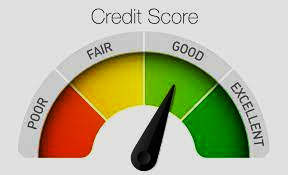 Credit Score
POOR
FAIR
GOOD
EXCELLENT